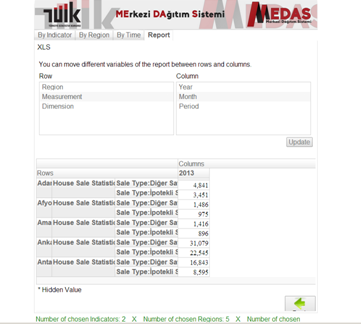 TÜİK MErkezi DAğıtım Sistemi MEDAS
Merkezi Dağıtım Sistemi
By Indicator By Region By Time Report
XLS
You can move different variables of the report between rows and columns.
Row Column
Region Year
Measurement Month
Dimension Period
Update
Columns
Rows 2013
Adan House Sale Statistic Sale Type:Diğer Sa 4,841
Sale Type:İpotekli S 3,451
Afyo House Sale Statistic Sale Type:Diğer Sa 1,486
Sale Type:İpotekli S 975
Ama House Sale Statistic Sale Type:Diğer Sa 1,416
Sale Type:İpotekli S 896
Anka House Sale Statistic Sale Type:Diğer Sa 31,079
Sale Type:İpotekli S 22,545
Anta House Sale Statistic Sale Type:Diğer Sa 16,843
Sale Type:İpotekli S 8,595
* Hidden Value
Number of chosen Indicators: 2 X Number of chosen Regions: 5 X Number of chosen